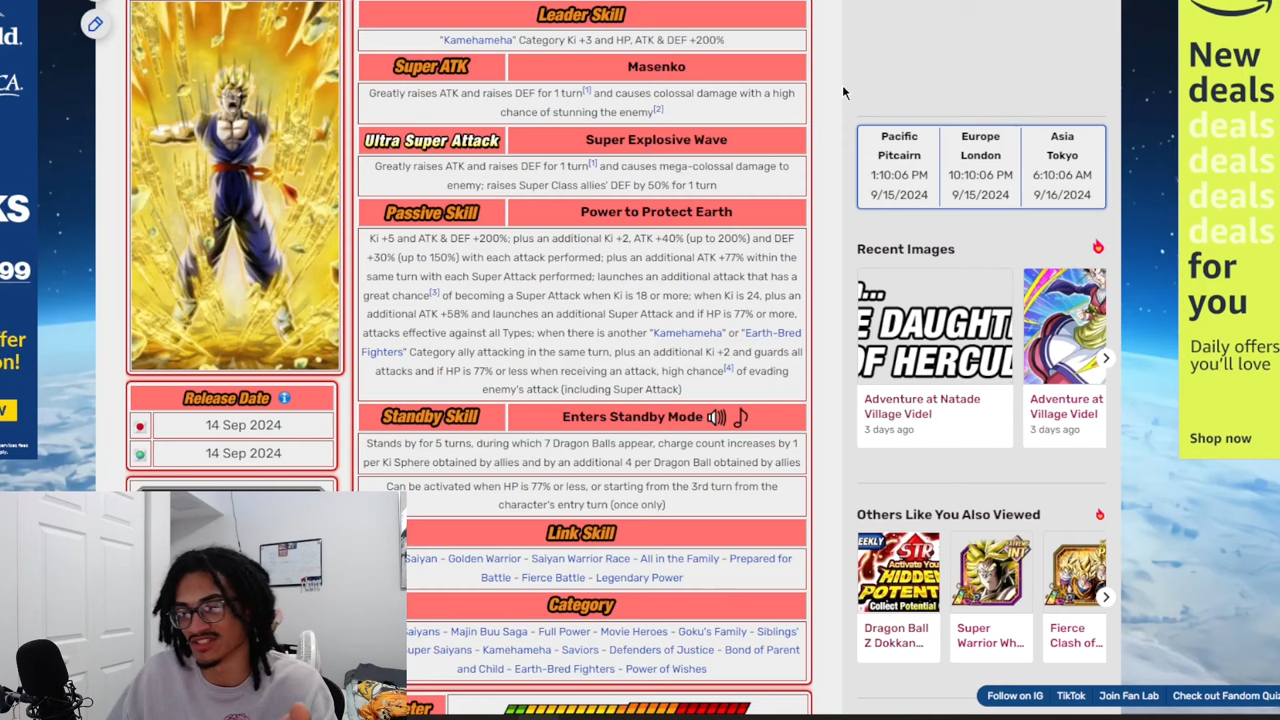 Leader Skill
"Kamehameha" Category Ki +3 and HP, ATK & DEF +200%
Super ATK
Masenko
Greatly raises ATK and raises DEF for 1 turn[1] and causes colossal damage with a high
chance of stunning the enemy[2]
Ultra Super Attack
Super Explosive Wave
Greatly raises ATK and raises DEF for 1 turn[1] and causes mega-colossal damage to
enemy; raises Super Class allies' DEF by 50% for 1 turn
Passive Skill
Power to Protect Earth
Ki +5 and ATK & DEF +200%; plus an additional Ki +2, ATK +40% (up to 200%) and DEF
+30% (up to 150%) with each attack performed; plus an additional ATK +77% within the
same turn with each Super Attack performed; launches an additional attack that has a
great chance[3] of becoming a Super Attack when Ki is 18 or more; when Ki is 24, plus an
additional ATK +58% and launches an additional Super Attack and if HP is 77% or more,
attacks effective against all Types; when there is another "Kamehameha" or "Earth-Bred
Fighters" Category ally attacking in the same turn, plus an additional Ki +2 and guards all
attacks and if HP is 77% or less when receiving an attack, high chance[4] of evading
enemy's attack (including Super Attack)
Standby Skill
Enters Standby Mode
Stands by for 5 turns, during which 7 Dragon Balls appear, charge count increases by 1
per Ki Sphere obtained by allies and by an additional 4 per Dragon Ball obtained by allies
Can be activated when HP is 77% or less, or starting from the 3rd turn from the
character's entry turn (once only)
Link Skill
Saiyan - Golden Warrior - Saiyan Warrior Race - All in the Family - Prepared for
Battle - Fierce Battle - Legendary Power
Category
aiyans - Majin Buu Saga - Full Power - Movie Heroes - Goku's Family - Siblings'
uper Saiyans - Kamehameha - Saviors - Defenders of Justice - Bond of Parent
and Child - Earth-Bred Fighters - Power of Wishes
Release Date
14 Sep 2024
14 Sep 2024
Pacific
Pitcairn
1:10:06 PM
9/15/2024
Europe
London
10:10:06 PM
9/15/2024
Asia
Tokyo
6:10:06 AM
9/16/2024
Recent Images
E DAUGHT
OF HERCUL
Adventure at Natade
Village Videl
3 days ago
Adventure at
Village Videl
3 days ago
Others Like You Also Viewed
WEEKLY
STR
Activate You
HIDDEN
POTENT
Collect Potential
Dragon Ball
Z Dokkan...
EXTREME
INT
Super
Warrior Wh...
Fierce
Clash of...
Follow on IG
TikTok
Join Fan Lab
Check out Fandom Quiz
New
deals
deals
deals
deals
deals
for
you
Daily offers
you'll love
Shop now
d.
CA.
KS
99
ffer
on!
W